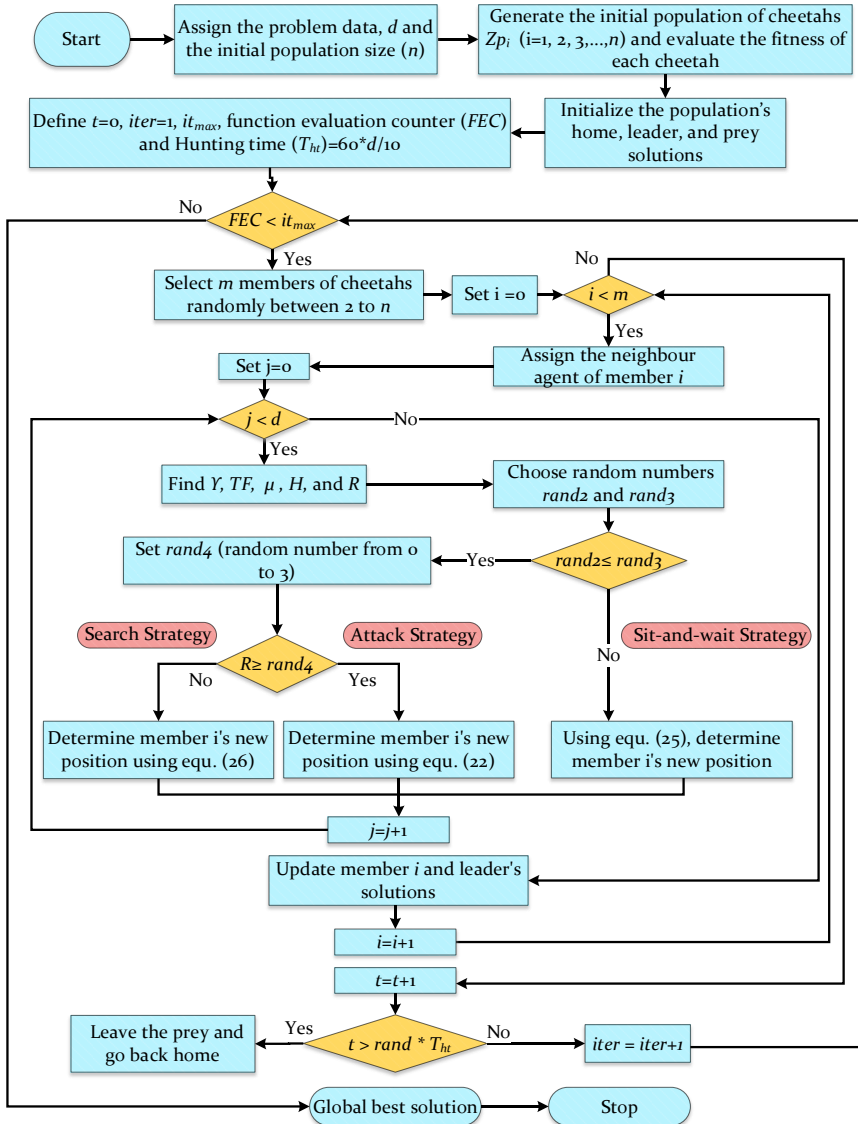 Start
Assign the problem data, d and
the initial population size (n)
Generate the initial population of cheetahs
Zpi (i=1, 2, 3,...,n) and evaluate the fitness of
each cheetah
Initialize the population's
home, leader, and prey
solutions
Define t=0, iter=1, itmax, function evaluation counter (FEC)
and Hunting time (Tht)=60*d/10
No
FEC < itmax
Yes
Select m members of cheetahs
randomly between 2 to n
Set i =0
No
i < m
Yes
Assign the neighbour
agent of member i
Set j=0
j < d
No
Yes
Find Y, TF, μ , H, and R
Choose random numbers
rand2 and rand3
rand2≤ rand3
Yes
Set rand4 (random number from 0
to 3)
No
Search Strategy
Attack Strategy
Sit-and-wait Strategy
R≥ rand4
No
Yes
Determine member i's new
position using equ. (26)
Determine member i's new
position using equ. (22)
Using equ. (25), determine
member i's new position
j=j+1
Update member i and leader's
solutions
i=i+1
t=t+1
t > rand * Tht
Yes
No
Leave the prey and
go back home
iter = iter+1
Global best solution
Stop